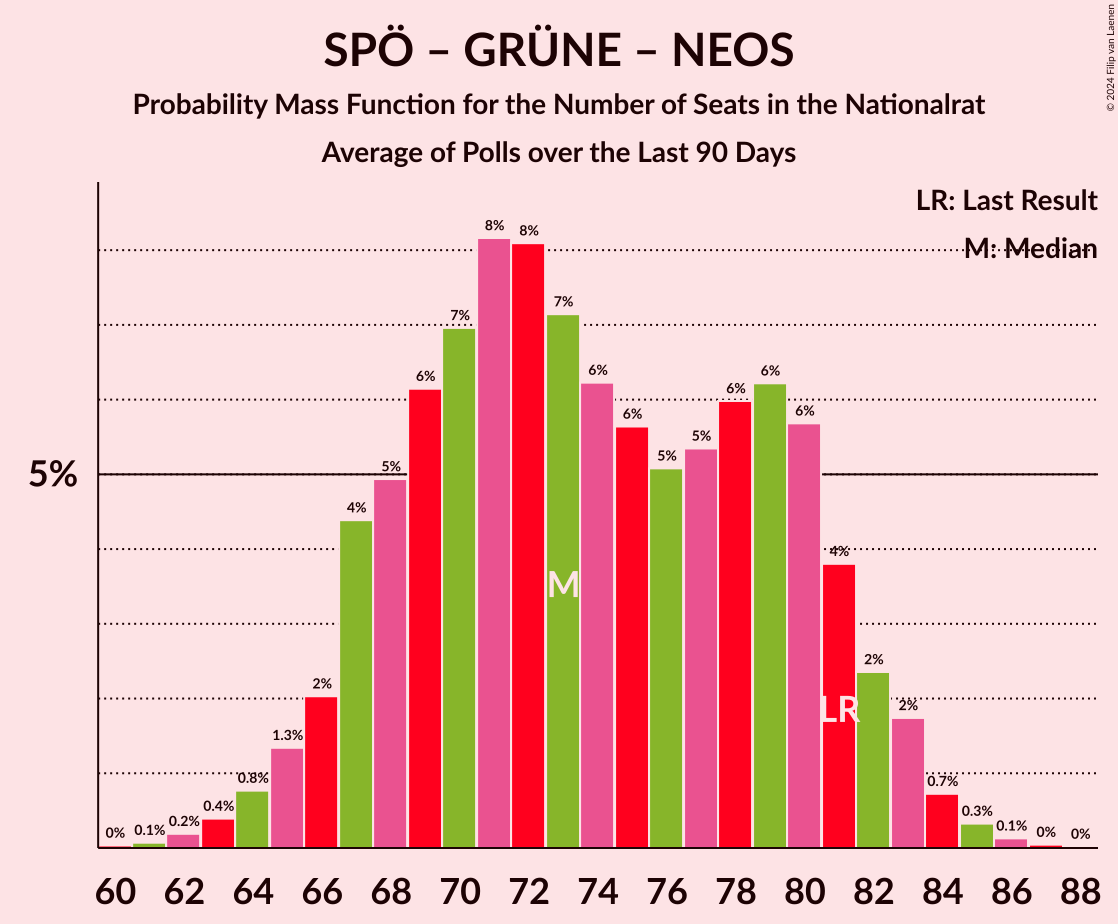 SPÖ – GRÜNE – NEOS
Probability Mass Function for the Number of Seats in the Nationalrat
Average of Polls over the Last 90 Days
© 2024 Filip van Laenen
LR: Last Result
M: Median
5%
0% 0.1% 0.2% 0.4% 0.8% 1.3% 2% 4% 5% 6% 7% 8% 8% 7% 6% 6% 5% 5% 6% 6% 6% 4% 2% 2% 0.7% 0.3% 0.1% 0% 0%
M
LR
60 62 64 66 68 70 72 74 76 78 80 82 84 86 88